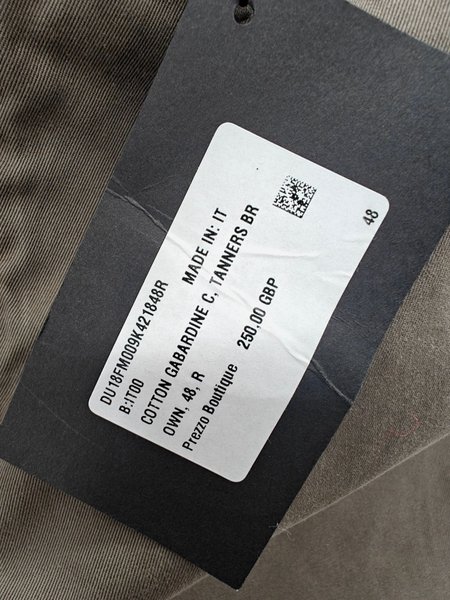 DU18FM009K421848R
B:IT00 MADE IN: IT
COTTON GABARDINE C, TANNERS BR
OWN, 48, R
Prezzo Boutique 250,00 GBP
48